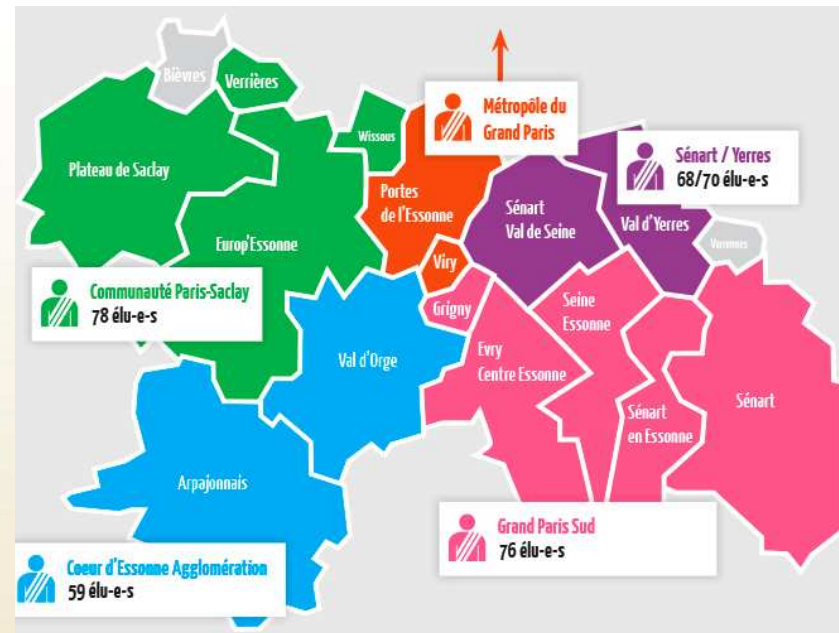 Bièvres
Verrières
Wissous
Métropole du
Grand Paris
Plateau de Saclay
Sénart / Yerres
68/70 élu-e-s
Portes
de l'Essonne
Sénart
Val de Seine
Val d'Yerres
Varennes
Europ'Essonne
Viry
Communauté Paris-Saclay
78 élu-e-s
Grigny
Seine
Essonne
Val d'Orge
Evry
Centre Essonne
Sénart
Sénart
en Essonne
Arpajonnais
Grand Paris Sud
76 élu-e-s
Coeur d'Essonne Agglomération
59 élu-e-s